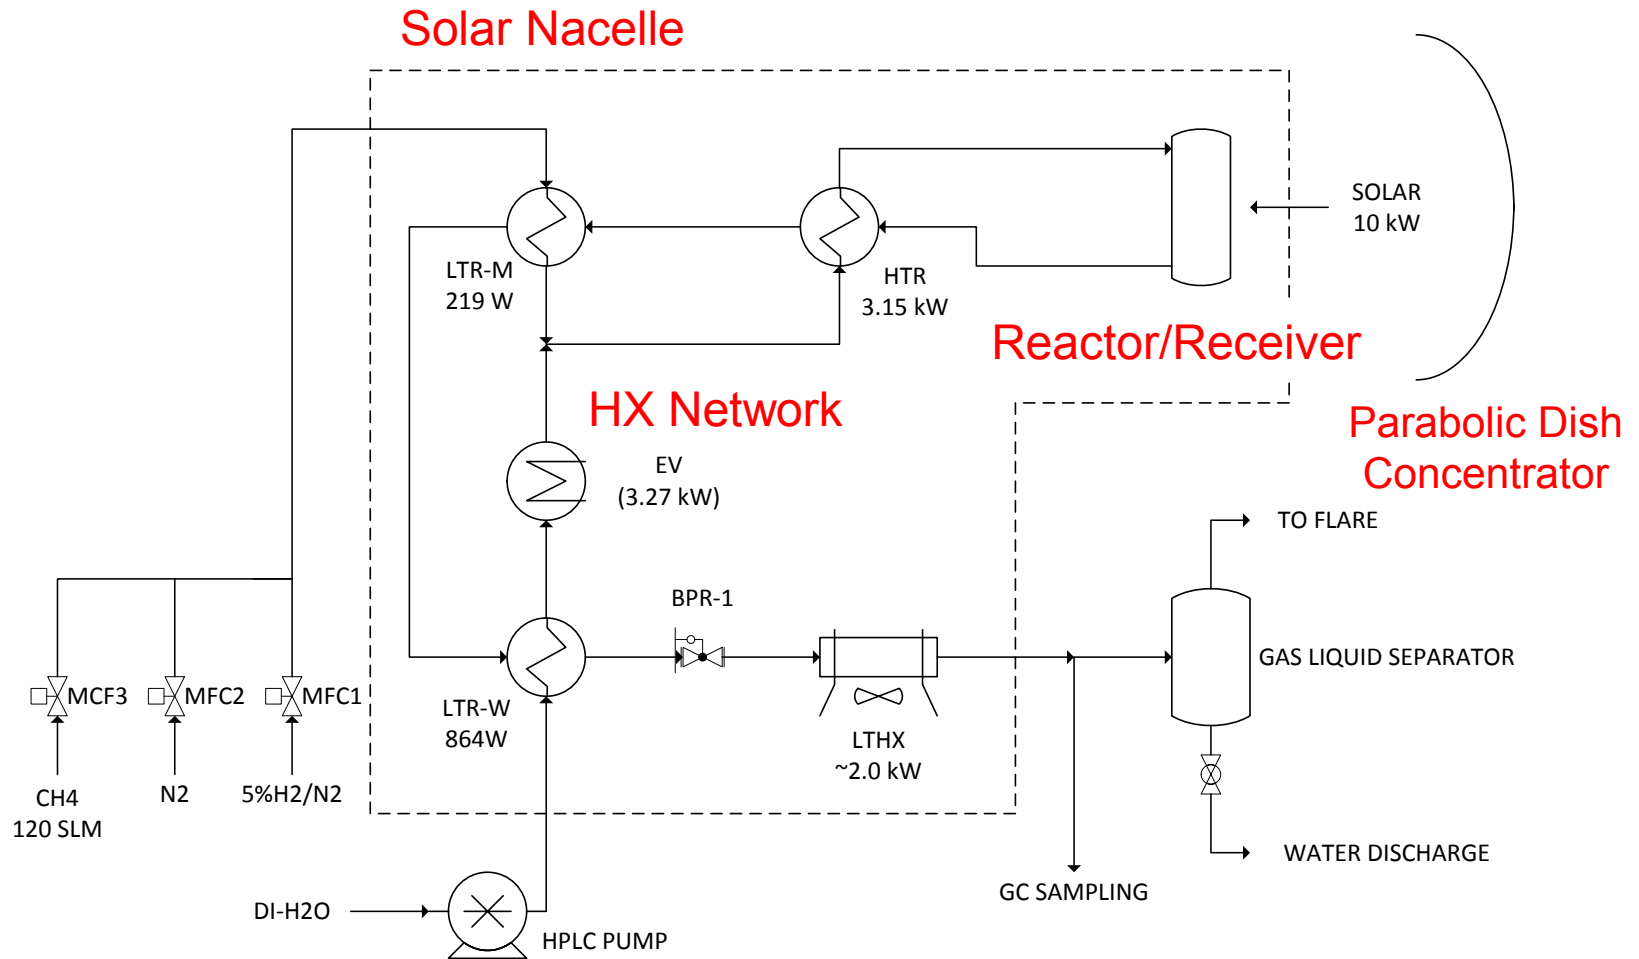 Solar Nacelle
SOLAR
10 kW
LTR-M
219 W
HTR
3.15 kW
Reactor/Receiver
HX Network
Parabolic Dish
Concentrator
EV
(3.27 kW)
TO FLARE
BPR-1
GAS LIQUID SEPARATOR
MCF3
MFC2
MFC1
LTR-W
864W
LTHX
~2.0 kW
CH4
120 SLM
N2
5%H2/N2
WATER DISCHARGE
GC SAMPLING
DI-H2O
HPLC PUMP